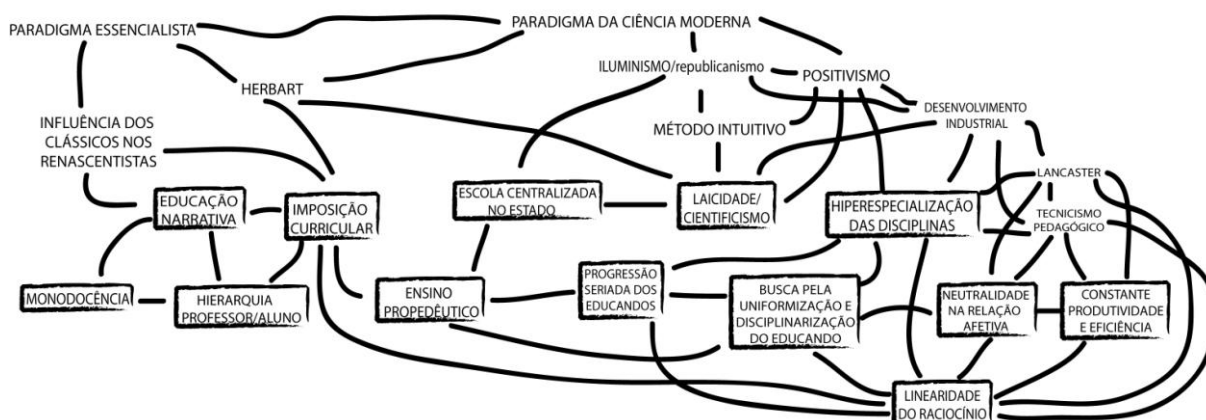 PARADIGMA ESSENCIALISTA
PARADIGMA DA CIÊNCIA MODERNA
ILUMINISMO/republicanismo
POSITIVISMO
HERBART
INFLUÊNCIA DOS
CLÁSSICOS NOS
RENASCENTISTAS
MÉTODO INTUITIVO
DESENVOLVIMENTO
INDUSTRIAL
LANCASTER
EDUCAÇÃO
NARRATIVA
IMPOSIÇÃO
CURRICULAR
ESCOLA CENTRALIZADA
NO ESTADO
LAICIDADE/
CIENTIFICISMO
HIPERESPECIALIZAÇÃO
DAS DISCIPLINAS
TECNICISMO
PEDAGÓGICO
MONODOCÊNCIA
HIERARQUIA
PROFESSOR/ALUNO
ENSINO
PROPEDÊUTICO
PROGRESSÃO
SERIADA DOS
EDUCANDOS
BUSCA PELA
UNIFORMIZAÇÃO E
DISCIPLINARIZAÇÃO
DO EDUCANDO
NEUTRALIDADE
NA RELAÇÃO
AFETIVA
CONSTANTE
PRODUTIVIDADE
E EFICIÊNCIA
LINEARIDADE
DO RACIOCÍNIO